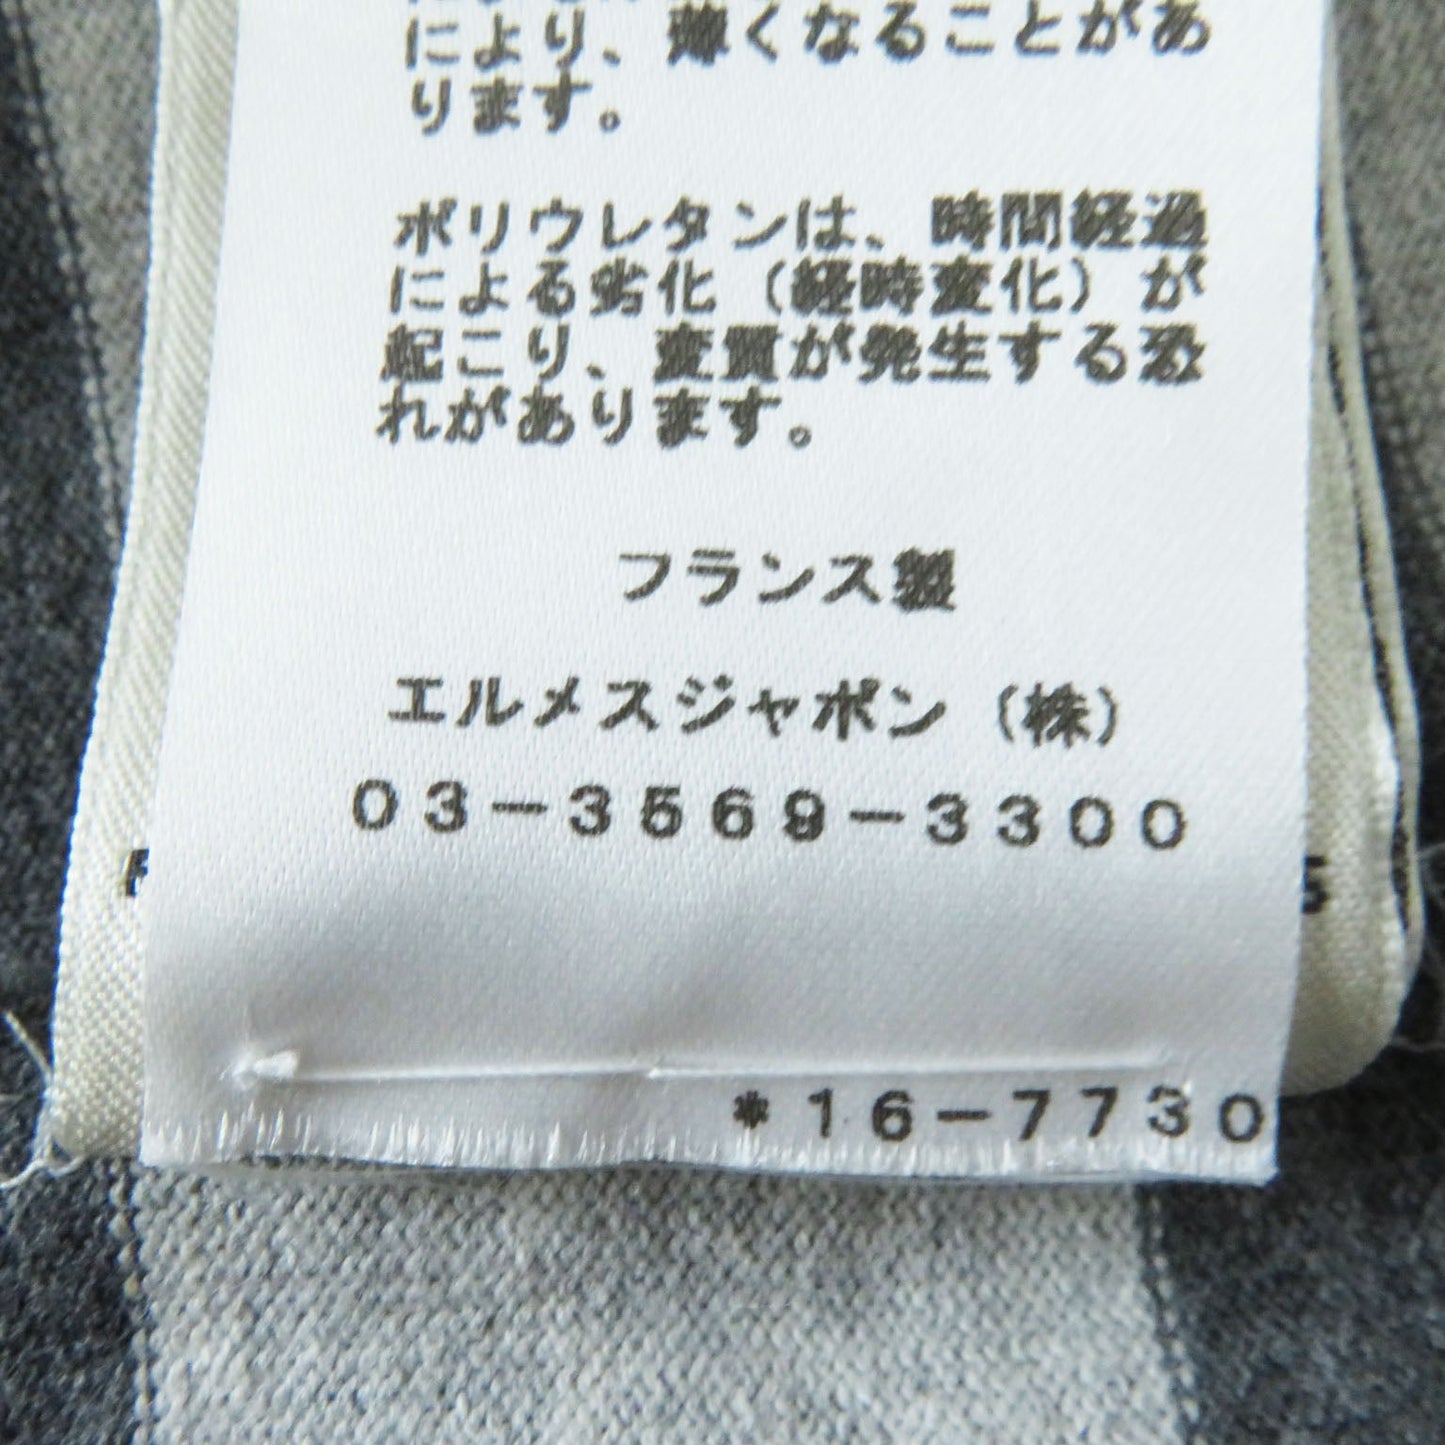 により、薄くなることがあ
ります。
ポリウレタンは、時間経過
による劣化（経時変化）が
起こり、変質が発生する恐
れがあります。
フランス製
エルメスジャポン（株）
03-3569-3300
*16-7730